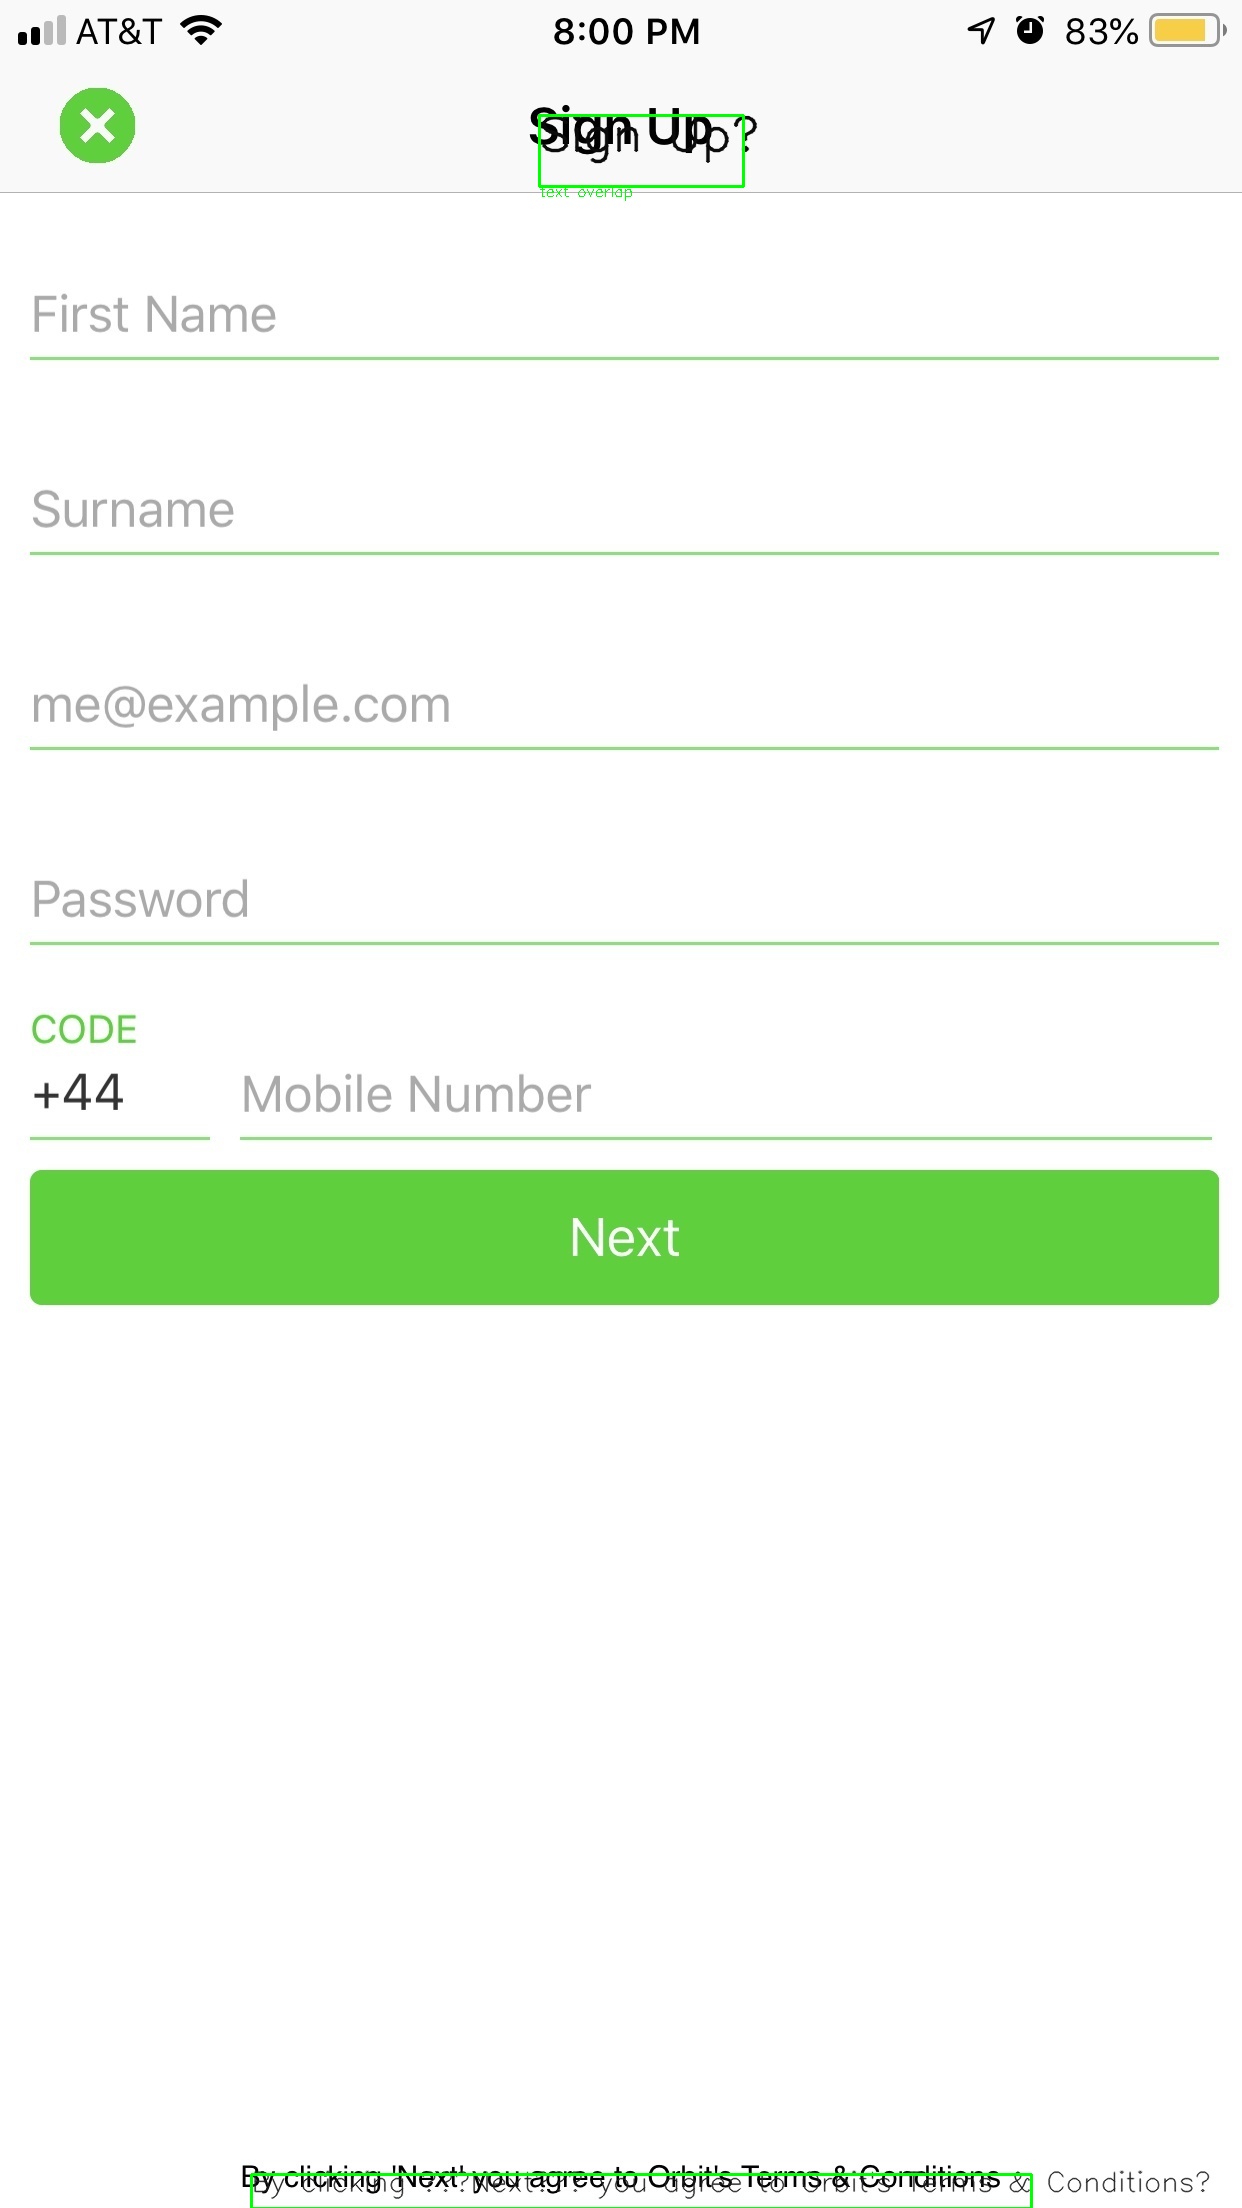 AT&T 8:00 PM 83%
Sign Up
Sign Up?
text overlap
First Name
Surname
me@example.com
Password
CODE
+44 Mobile Number
Next
By clicking 'Next' you agree to Orbit's Terms & Conditions
By clicking ???Next??? you agree to Orbit's Terms & Conditions?